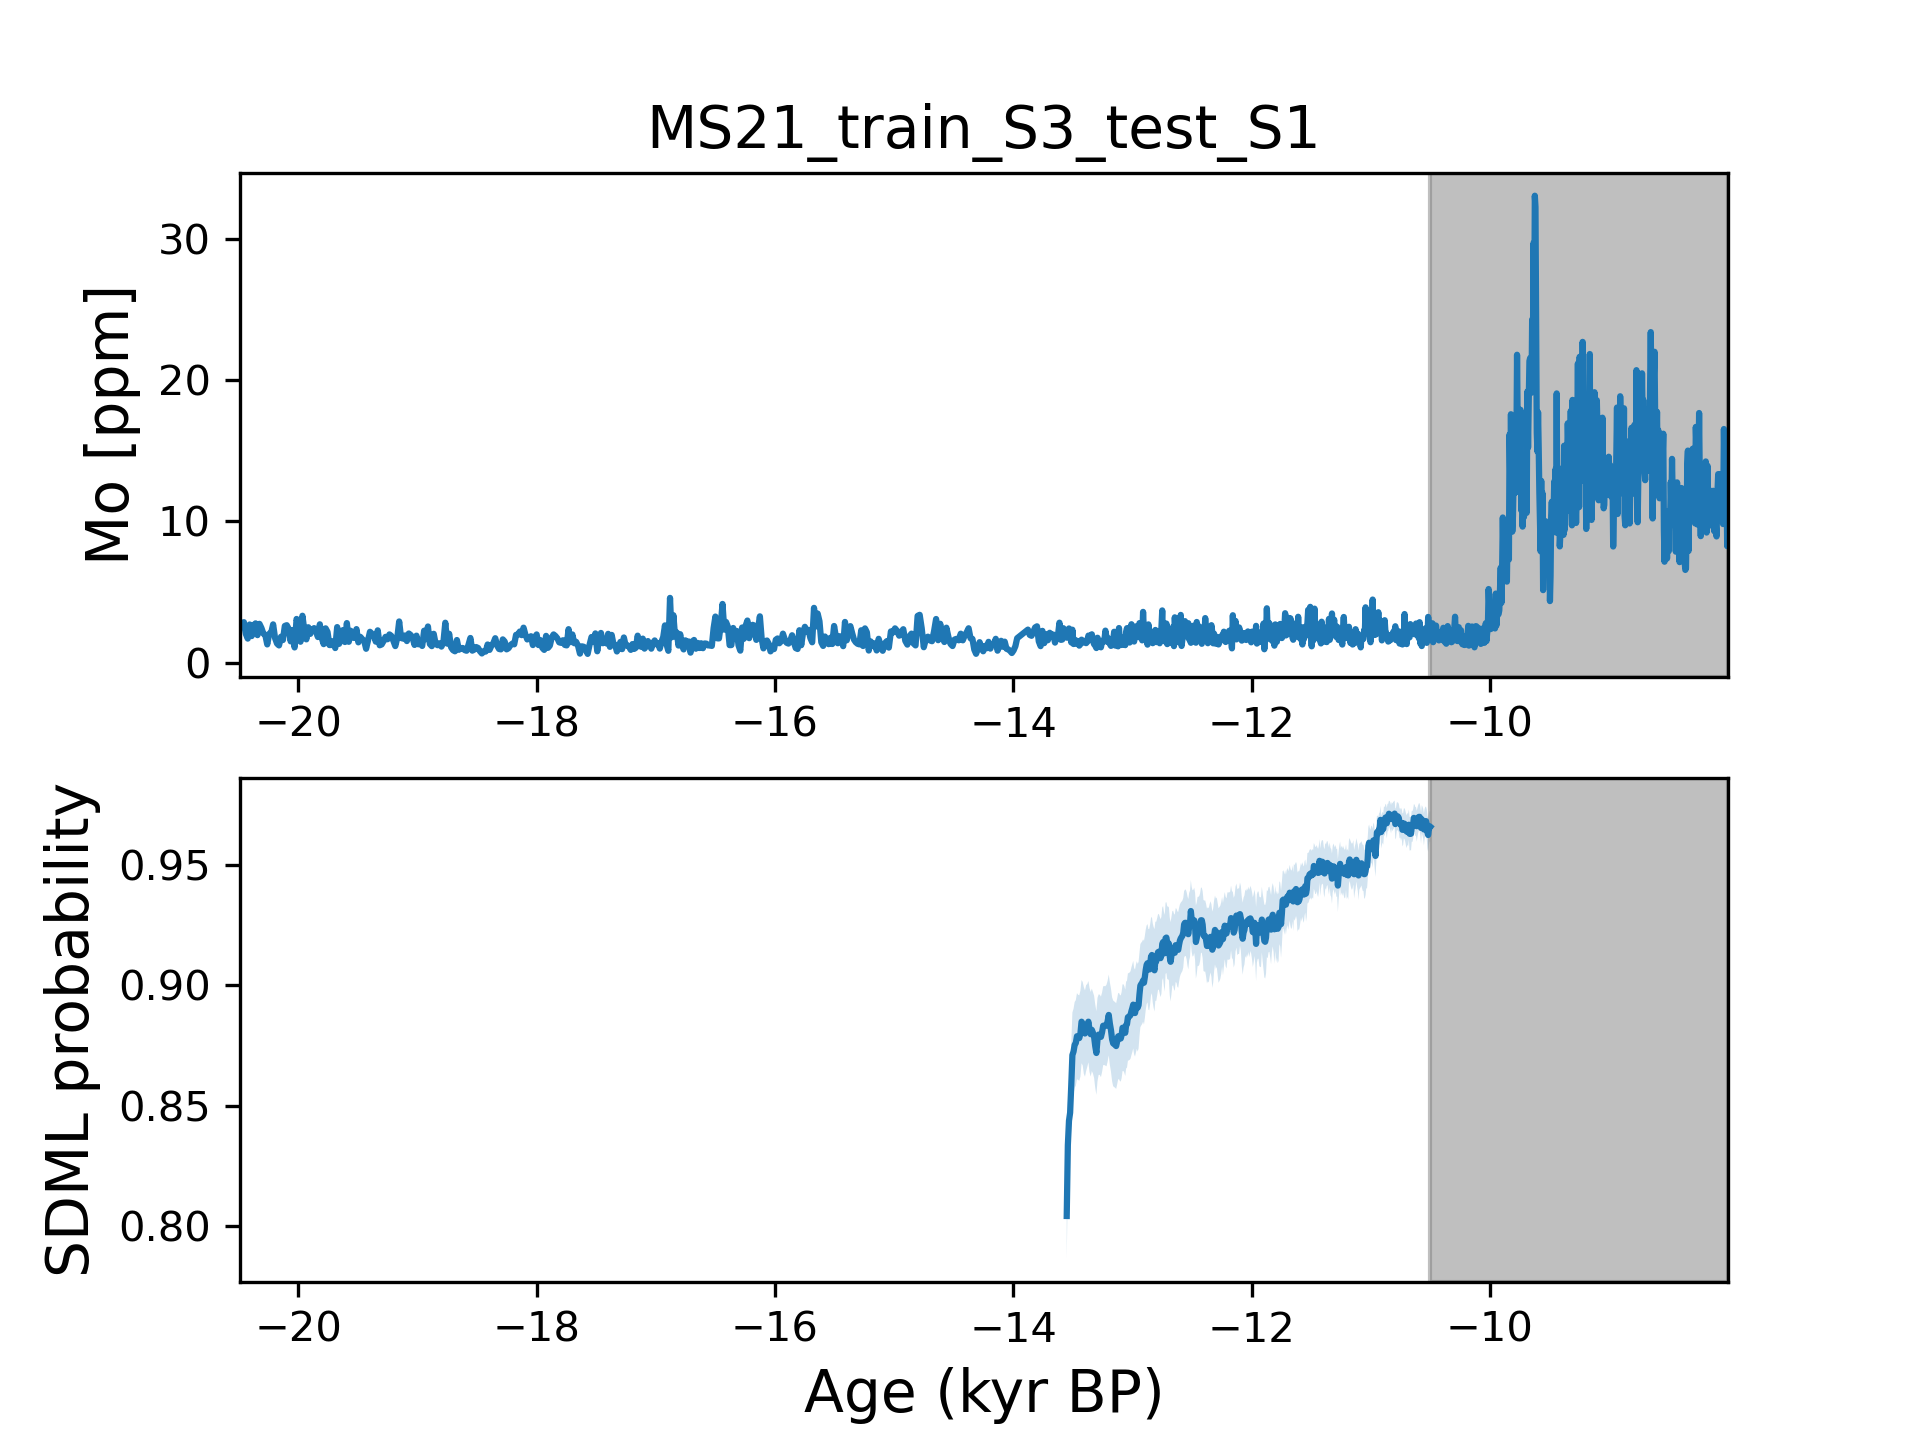 MS21_train_S3_test_S1
Mo [ppm]
30
20
10
0
−20 −18 −16 −14 −12 −10
SDML probability
0.95
0.90
0.85
0.80
−20 −18 −16 −14 −12 −10
Age (kyr BP)